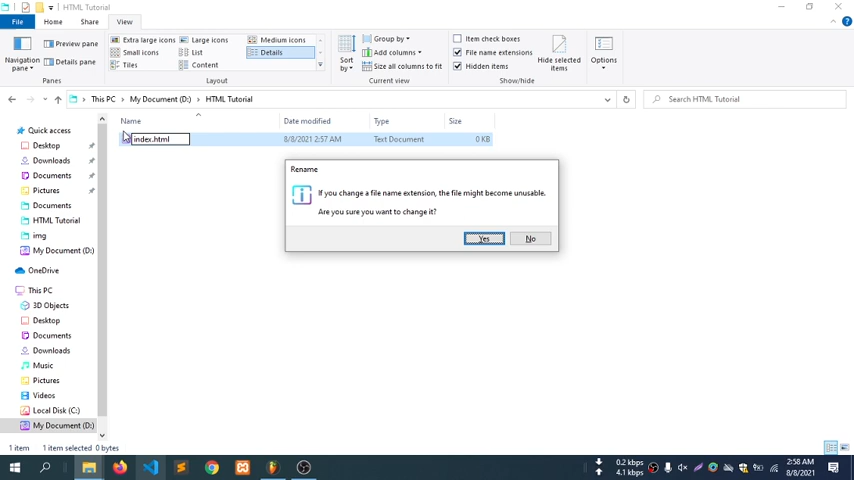 HTML Tutorial
File Home Share View
Navigation pane
Preview pane
Details pane
Panes
Extra large icons Large icons Medium icons
Small icons List Details
Tiles Content
Layout
Sort by
Group by
Add columns
Size all columns to fit
Current view
Item check boxes
File name extensions
Hidden items
Hide selected items
Show/hide
Options
This PC My Document (D:) HTML Tutorial
Search HTML Tutorial
Name Date modified Type Size
index.html 8/8/2021 2:57 AM Text Document 0 KB
Quick access
Desktop
Downloads
Documents
Pictures
Documents
HTML Tutorial
img
My Document (D:)
OneDrive
This PC
3D Objects
Desktop
Documents
Downloads
Music
Pictures
Videos
Local Disk (C:)
My Document (D:)
Rename
If you change a file name extension, the file might become unusable.
Are you sure you want to change it?
Yes No
1 item 1 item selected 0 bytes
0.2 kbps
4.1 kbps
2:58 AM
8/8/2021